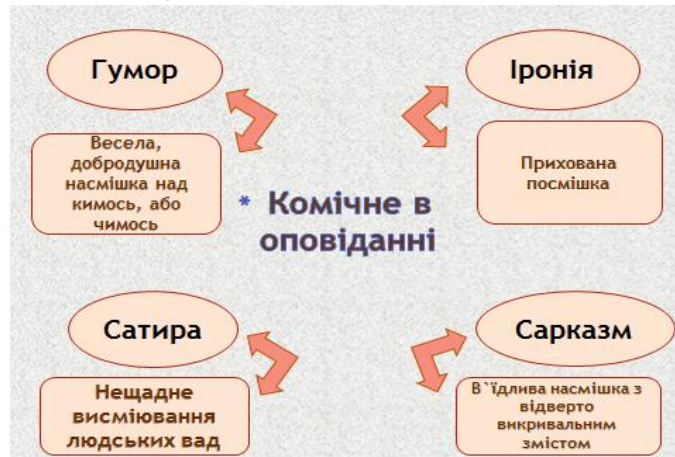 Гумор
Весела,
добродушна
насмішка над
кимось, або
чимось
Іронія
Прихована
посмішка
* Комічне в
оповіданні
Сатира
Нещадне
висміювання
людських вад
Сарказм
В`їдлива насмішка з
відверто
викривальним
змістом